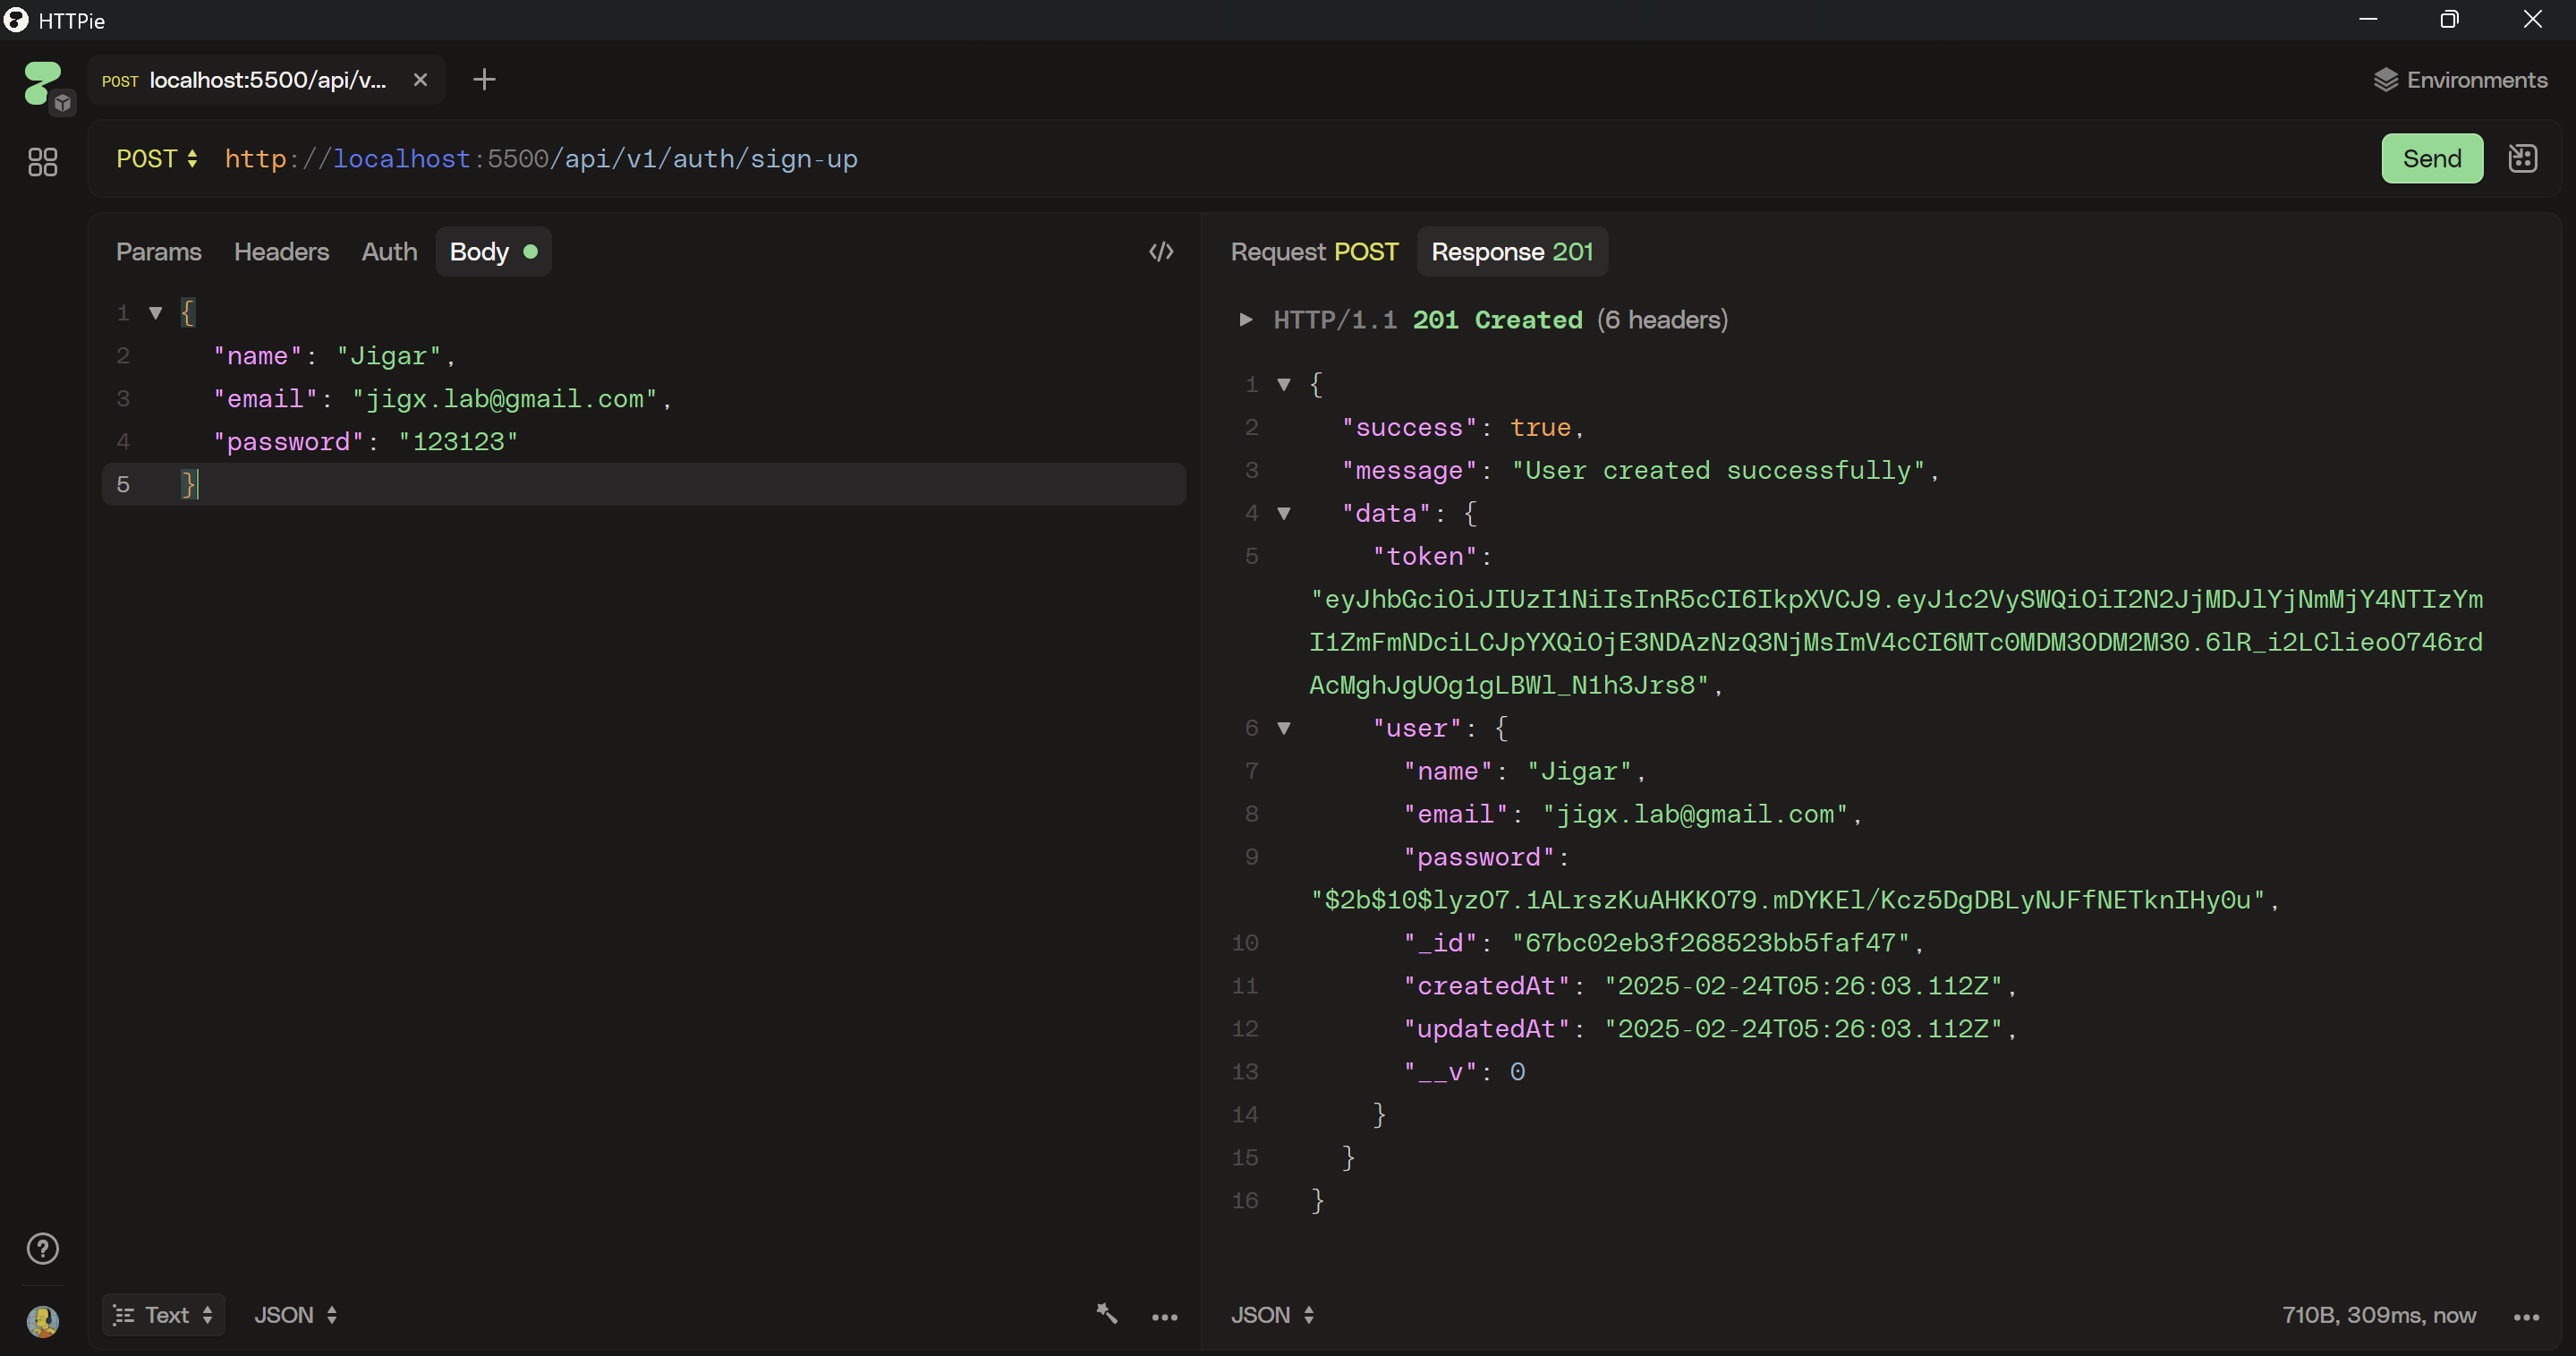 HTTPie
POST localhost:5500/api/v...
Environments
POST http://localhost:5500/api/v1/auth/sign-up
Send
Params Headers Auth Body
1 {
2 "name": "Jigar",
3 "email": "jigx.lab@gmail.com",
4 "password": "123123"
5 }
Text JSON
Request POST Response 201
HTTP/1.1 201 Created (6 headers)
1 {
2 "success": true,
3 "message": "User created successfully",
4 "data": {
5 "token":
"eyJhbGciOiJIUzI1NiIsInR5cCI6IkpXVCJ9.eyJ1c2VySWQiOiI2N2JjMDJlYjNmMjY4NTIzYm
I1ZmFmNDciLCJpYXQiOjE3NDAzNzQ3NjMsImV4cCI6MTc0MDM3ODM2M30.6lR_i2LClieoO746rd
AcMghJgUOg1gLBWl_N1h3Jrs8",
6 "user": {
7 "name": "Jigar",
8 "email": "jigx.lab@gmail.com",
9 "password":
"$2b$10$lyzO7.1ALrszKuAHKKO79.mDYKEl/Kcz5DgDBLyNJFfNETknIHy0u",
10 "_id": "67bc02eb3f268523bb5faf47",
11 "createdAt": "2025-02-24T05:26:03.112Z",
12 "updatedAt": "2025-02-24T05:26:03.112Z",
13 "__v": 0
14 }
15 }
16 }
JSON
710B, 309ms, now